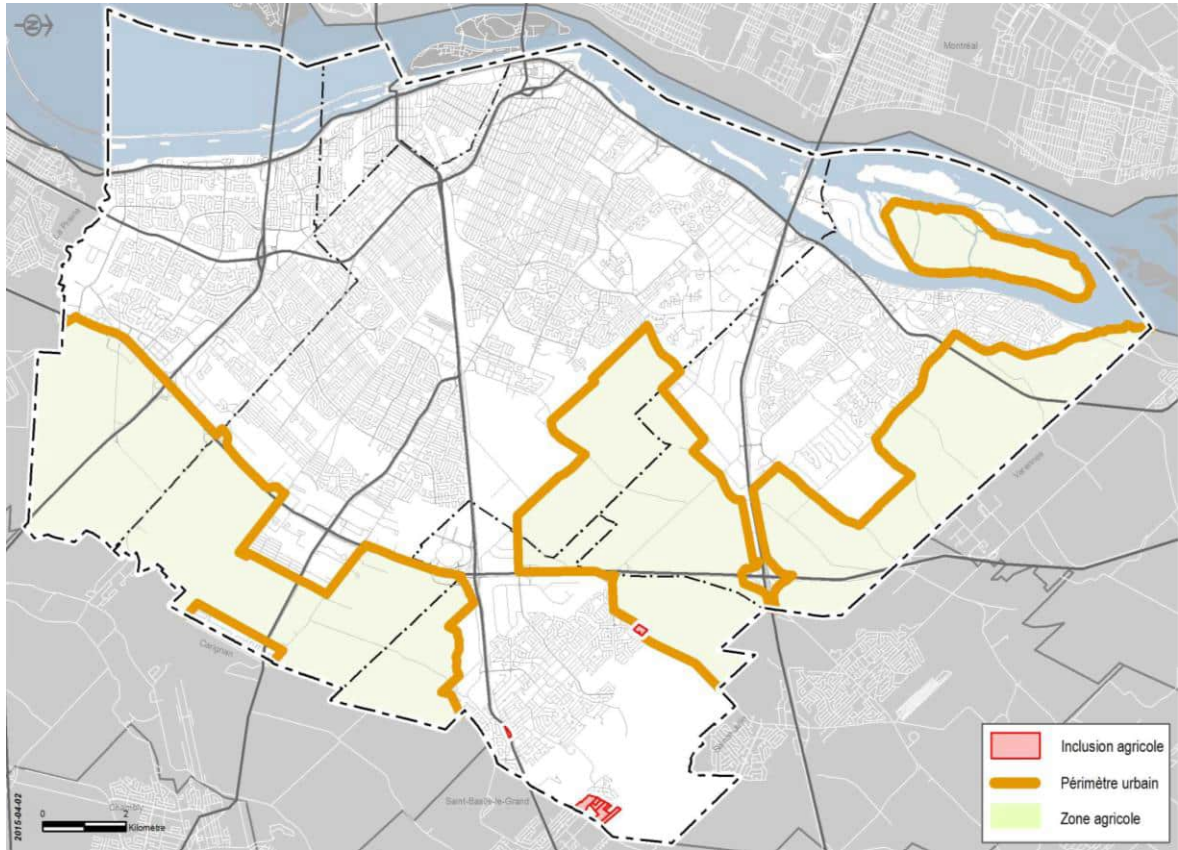 N
Montréal
La Prairie
Varennes
Carignan
Sainte-Julie
Saint-Basile-le-Grand
Chambly
2015-04-02
0 2
Kilomètre
Inclusion agricole
Périmètre urbain
Zone agricole